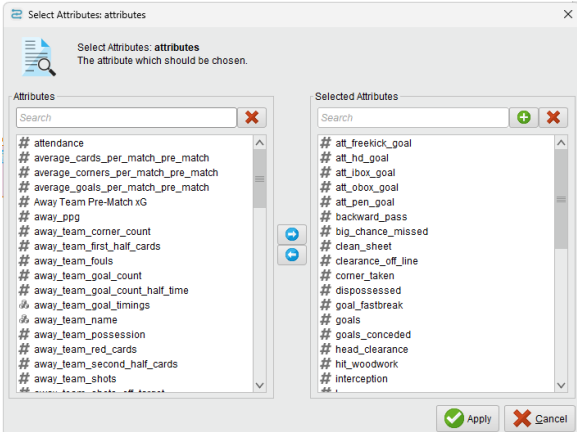 Select Attributes: attributes
Select Attributes: attributes
The attribute which should be chosen.
Attributes
Search
attendance
average_cards_per_match_pre_match
average_corners_per_match_pre_match
average_goals_per_match_pre_match
Away Team Pre-Match xG
away_ppg
away_team_corner_count
away_team_first_half_cards
away_team_fouls
away_team_goal_count
away_team_goal_count_half_time
away_team_goal_timings
away_team_name
away_team_possession
away_team_red_cards
away_team_second_half_cards
away_team_shots
away_team_shots_off_target
Selected Attributes
Search
att_freekick_goal
att_hd_goal
att_ibox_goal
att_obox_goal
att_pen_goal
backward_pass
big_chance_missed
clean_sheet
clearance_off_line
corner_taken
dispossessed
goal_fastbreak
goals
goals_conceded
head_clearance
hit_woodwork
interception
Apply
Cancel